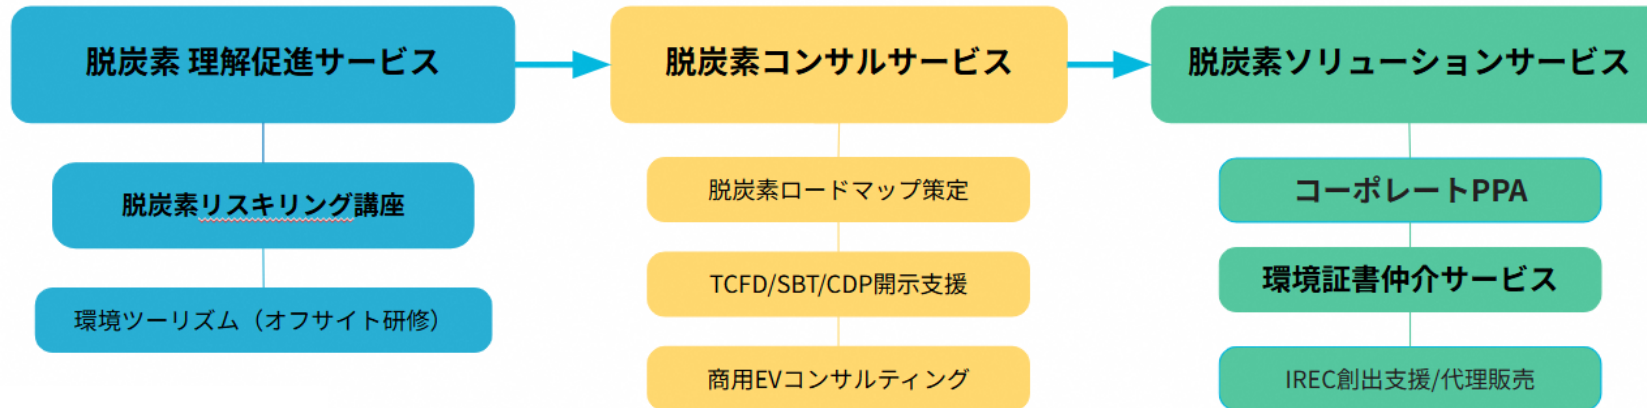 脱炭素 理解促進サービス
脱炭素リスキリング講座
環境ツーリズム（オフサイト研修）
脱炭素コンサルサービス
脱炭素ロードマップ策定
TCFD/SBT/CDP開示支援
商用EVコンサルティング
脱炭素ソリューションサービス
コーポレートPPA
環境証書仲介サービス
IREC創出支援/代理販売